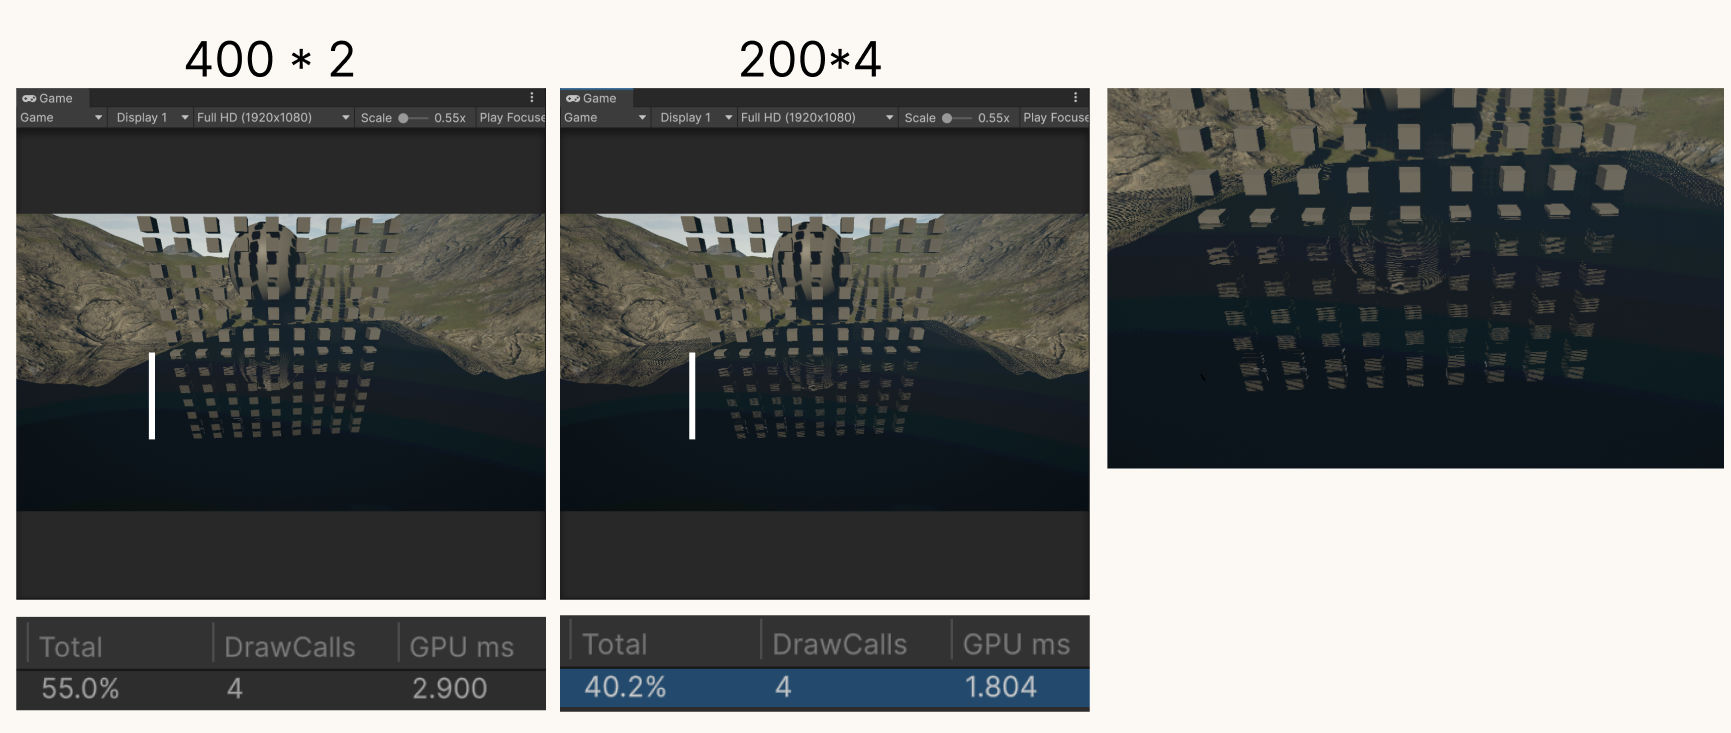 400 * 2
200*4
Game
Game Display 1 Full HD (1920x1080) Scale 0.55x Play Focuse
Game
Game Display 1 Full HD (1920x1080) Scale 0.55x Play Focuse
Total DrawCalls GPU ms
55.0% 4 2.900
Total DrawCalls GPU ms
40.2% 4 1.804